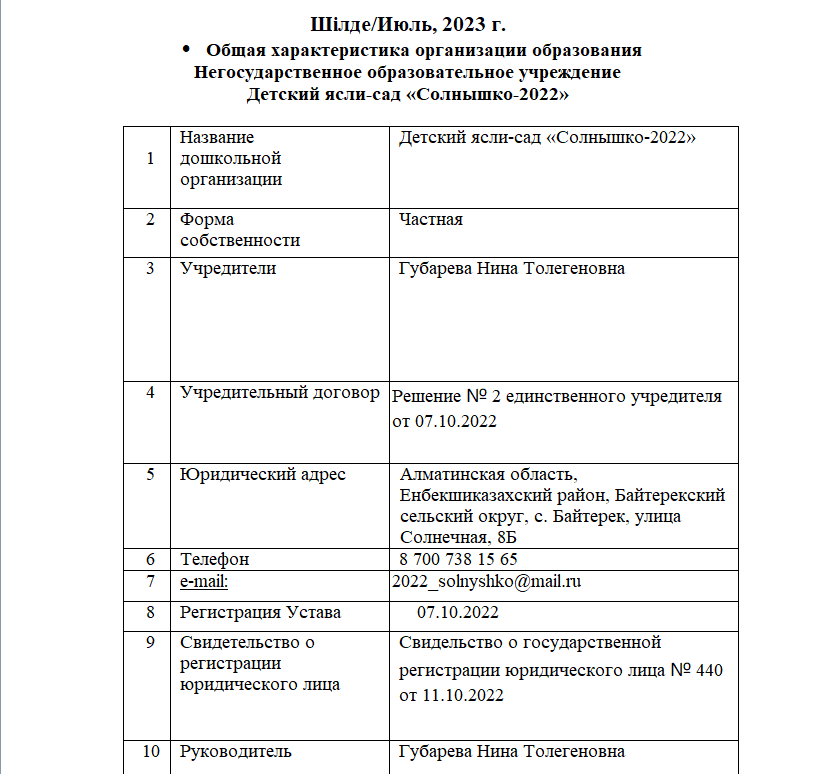 Шілде/Июль, 2023 г.
• Общая характеристика организации образования
Негосударственное образовательное учреждение
Детский ясли-сад «Солнышко-2022»
1 Название Детский ясли-сад «Солнышко-2022»
дошкольной
организации
2 Форма Частная
собственности
3 Учредители Губарева Нина Толегеновна
4 Учредительный договор Решение № 2 единственного учредителя
от 07.10.2022
5 Юридический адрес Алматинская область,
Енбекшиказахский район, Байтерекский
сельский округ, с. Байтерек, улица
Солнечная, 8Б
6 Телефон 8 700 738 15 65
7 e-mail: 2022_solnyshko@mail.ru
8 Регистрация Устава 07.10.2022
9 Свидетельство о Свидельство о государственной
регистрации регистрации юридического лица № 440
юридического лица от 11.10.2022
10 Руководитель Губарева Нина Толегеновна